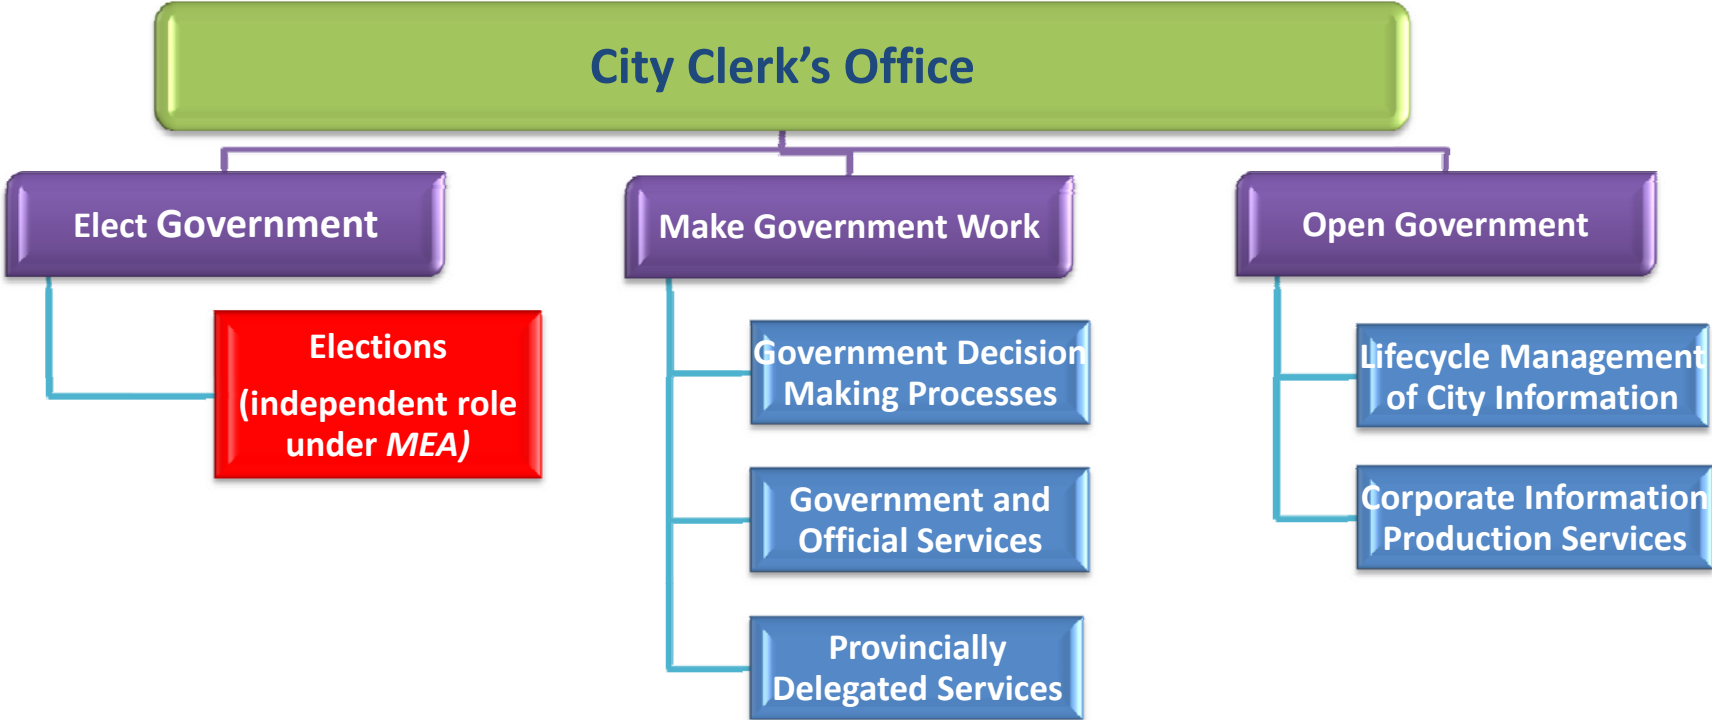 City Clerk’s Office
Elect Government
Elections
(independent role
under MEA)
Make Government Work
Government Decision
Making Processes
Government and
Official Services
Provincially
Delegated Services
Open Government
Lifecycle Management
of City Information
Corporate Information
Production Services